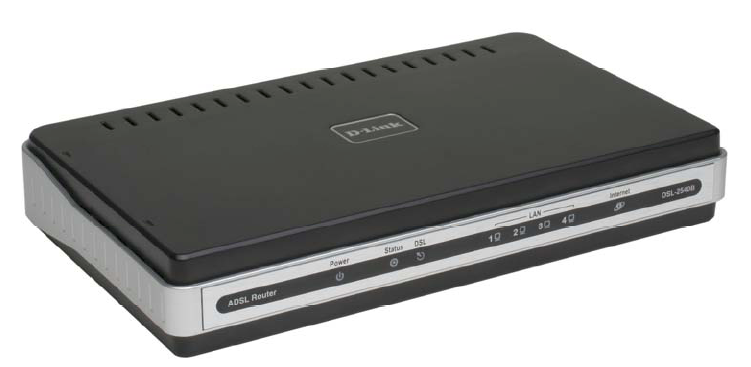 D-Link
ADSL Router
Power
Status
DSL
LAN
1 2 3 4
Internet
DSL-2540B